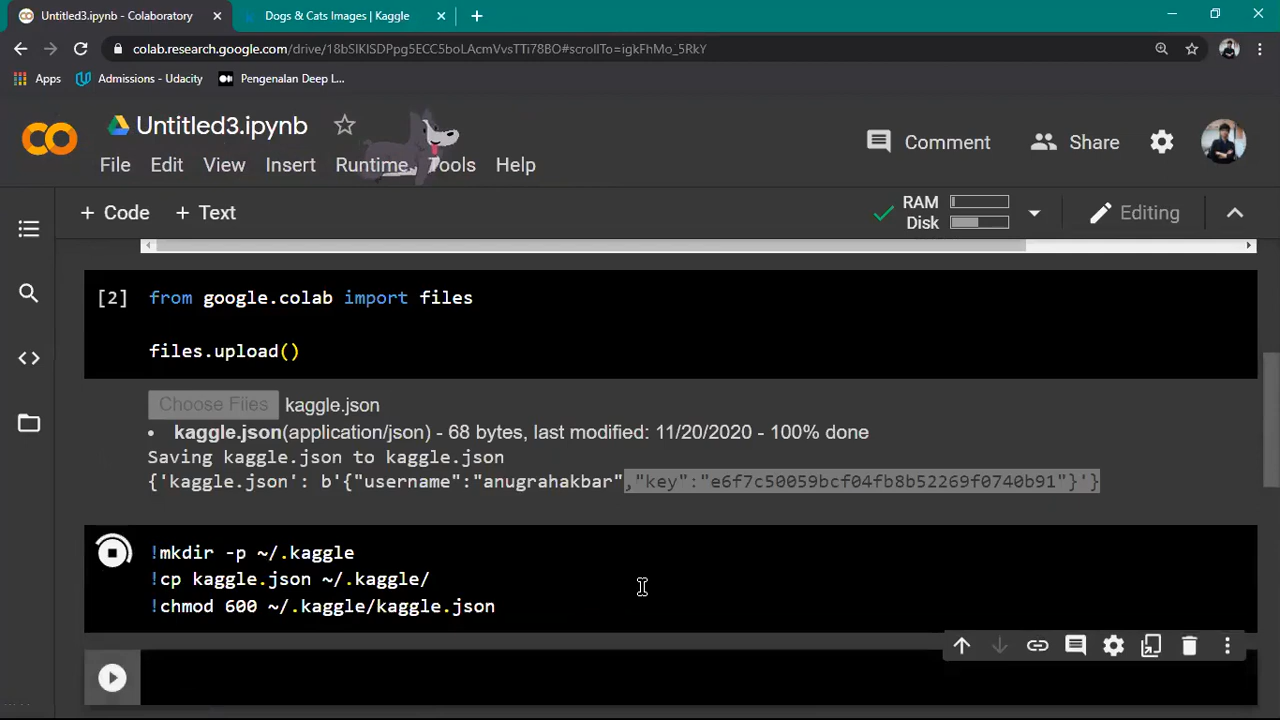 Untitled3.ipynb - Colaboratory
Dogs & Cats Images | Kaggle
colab.research.google.com/drive/18bSlKISDPpg5ECC5boLAcmVvsTTi78BO#scrollTo=igkFhMo_5RkY
Apps
Admissions - Udacity
Pengenalan Deep L...
Untitled3.ipynb
File Edit View Insert Runtime Tools Help
Comment
Share
+ Code + Text
RAM
Disk
Editing
[2] from google.colab import files
files.upload()
Choose Files kaggle.json
• kaggle.json(application/json) - 68 bytes, last modified: 11/20/2020 - 100% done
Saving kaggle.json to kaggle.json
{'kaggle.json': b'{"username":"anugrahakbar","key":"e6f7c50059bcf04fb8b52269f0740b91"}'}
!mkdir -p ~/.kaggle
!cp kaggle.json ~/.kaggle/
!chmod 600 ~/.kaggle/kaggle.json